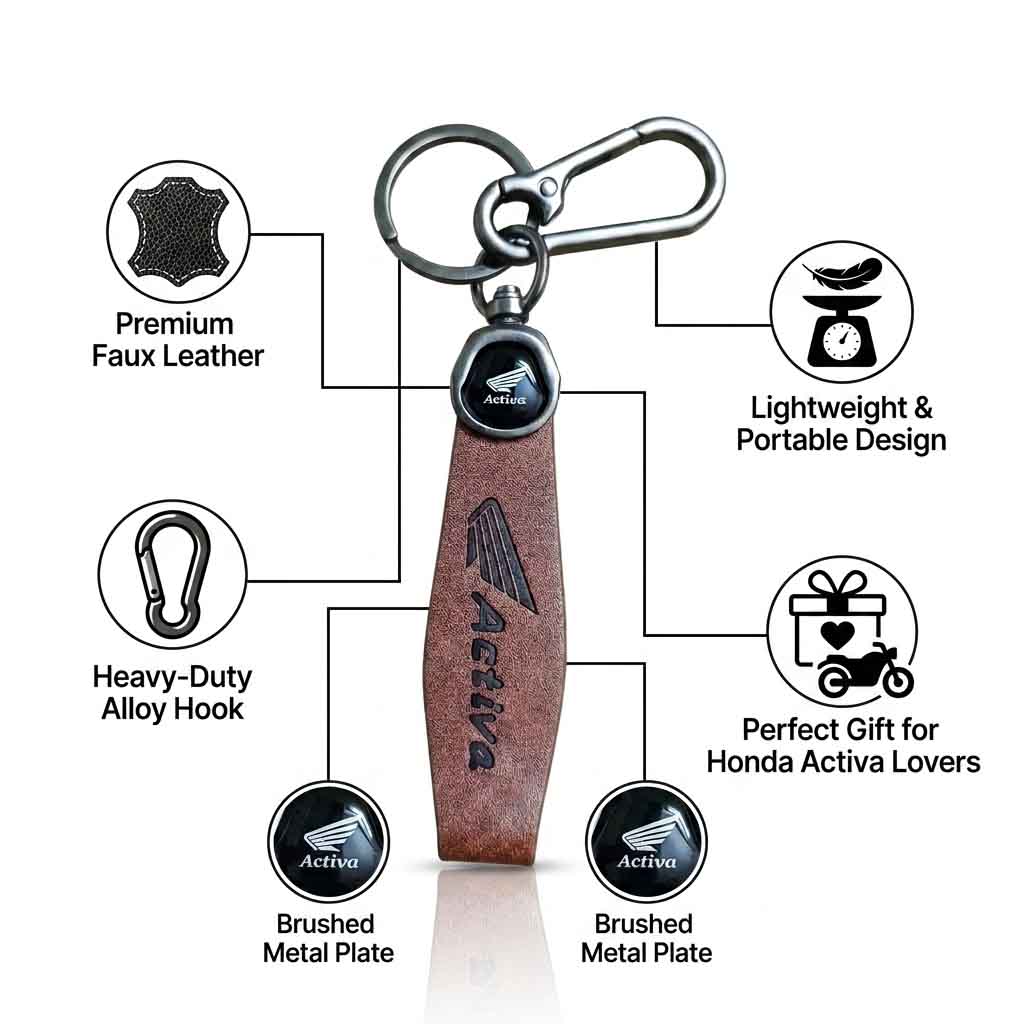 Premium
Faux Leather
Lightweight &
Portable Design
Activa
Activa
Heavy-Duty
Alloy Hook
Perfect Gift for
Honda Activa Lovers
Activa
Brushed
Metal Plate
Activa
Brushed
Metal Plate